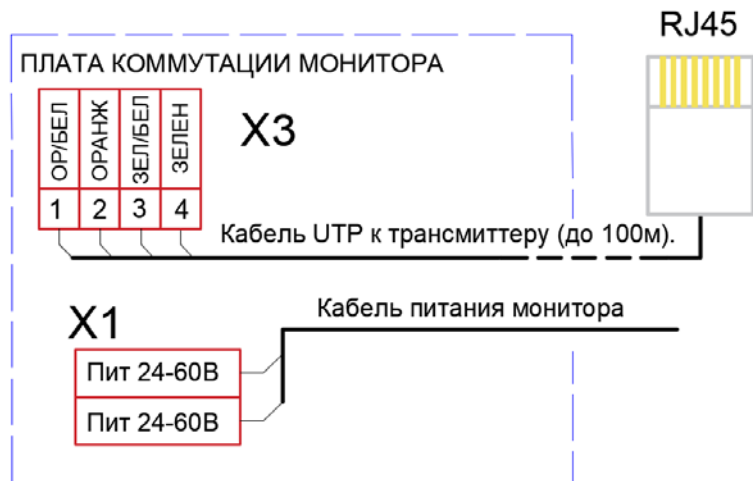 RJ45
ПЛАТА КОММУТАЦИИ МОНИТОРА
ОР/БЕЛ
ОРАНЖ
ЗЕЛ/БЕЛ
ЗЕЛЕН
X3
1 2 3 4
Кабель UTP к трансмиттеру (до 100м).
X1
Кабель питания монитора
Пит 24-60В
Пит 24-60В